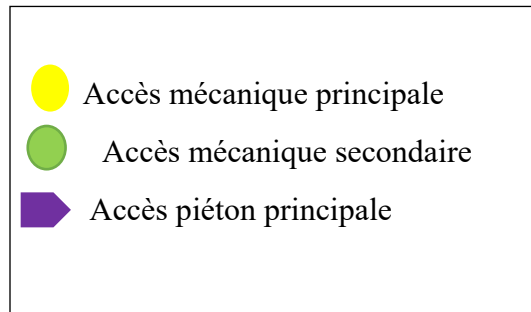 Accès mécanique principale
Accès mécanique secondaire
Accès piéton principale